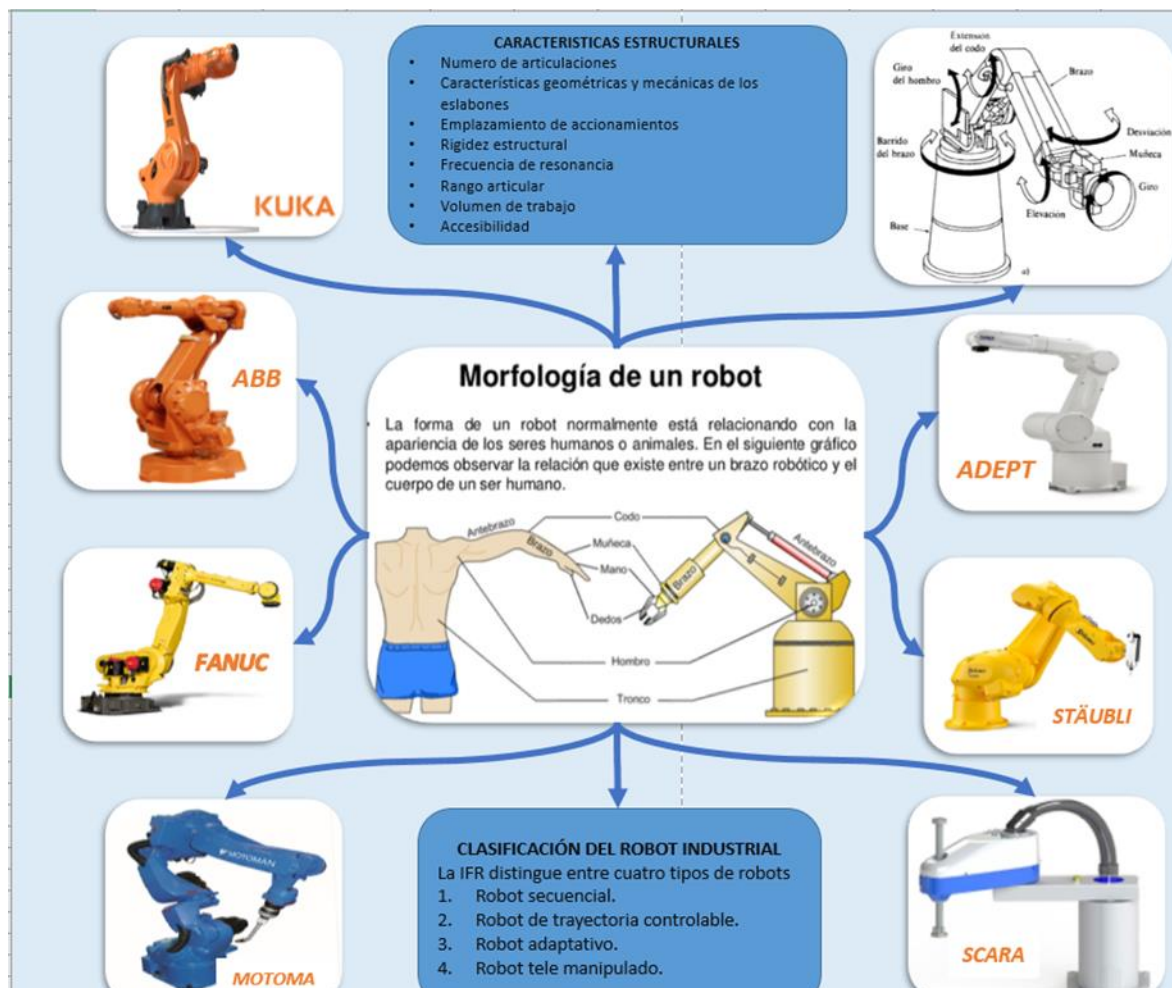 CARACTERISTICAS ESTRUCTURALES
• Numero de articulaciones
• Características geométricas y mecánicas de los
eslabones
• Emplazamiento de accionamientos
• Rigidez estructural
• Frecuencia de resonancia
• Rango articular
• Volumen de trabajo
• Accesibilidad
KUKA
Extensión
del codo
Giro
del hombro
Brazo
Barrido
del brazo
Desviación
Muñeca
Giro
Elevación
Base
a)
ABB
Morfología de un robot
• La forma de un robot normalmente está relacionando con la
apariencia de los seres humanos o animales. En el siguiente gráfico
podemos observar la relación que existe entre un brazo robótico y el
cuerpo de un ser humano.
Antebrazo
Codo
Brazo
Muñeca
Mano
Dedos
Hombro
Tronco
Brazo
Antebrazo
ADEPT
FANUC
STÄUBLI
MOTOMAN
MOTOMA
CLASIFICACIÓN DEL ROBOT INDUSTRIAL
La IFR distingue entre cuatro tipos de robots
1. Robot secuencial.
2. Robot de trayectoria controlable.
3. Robot adaptativo.
4. Robot tele manipulado.
SCARA